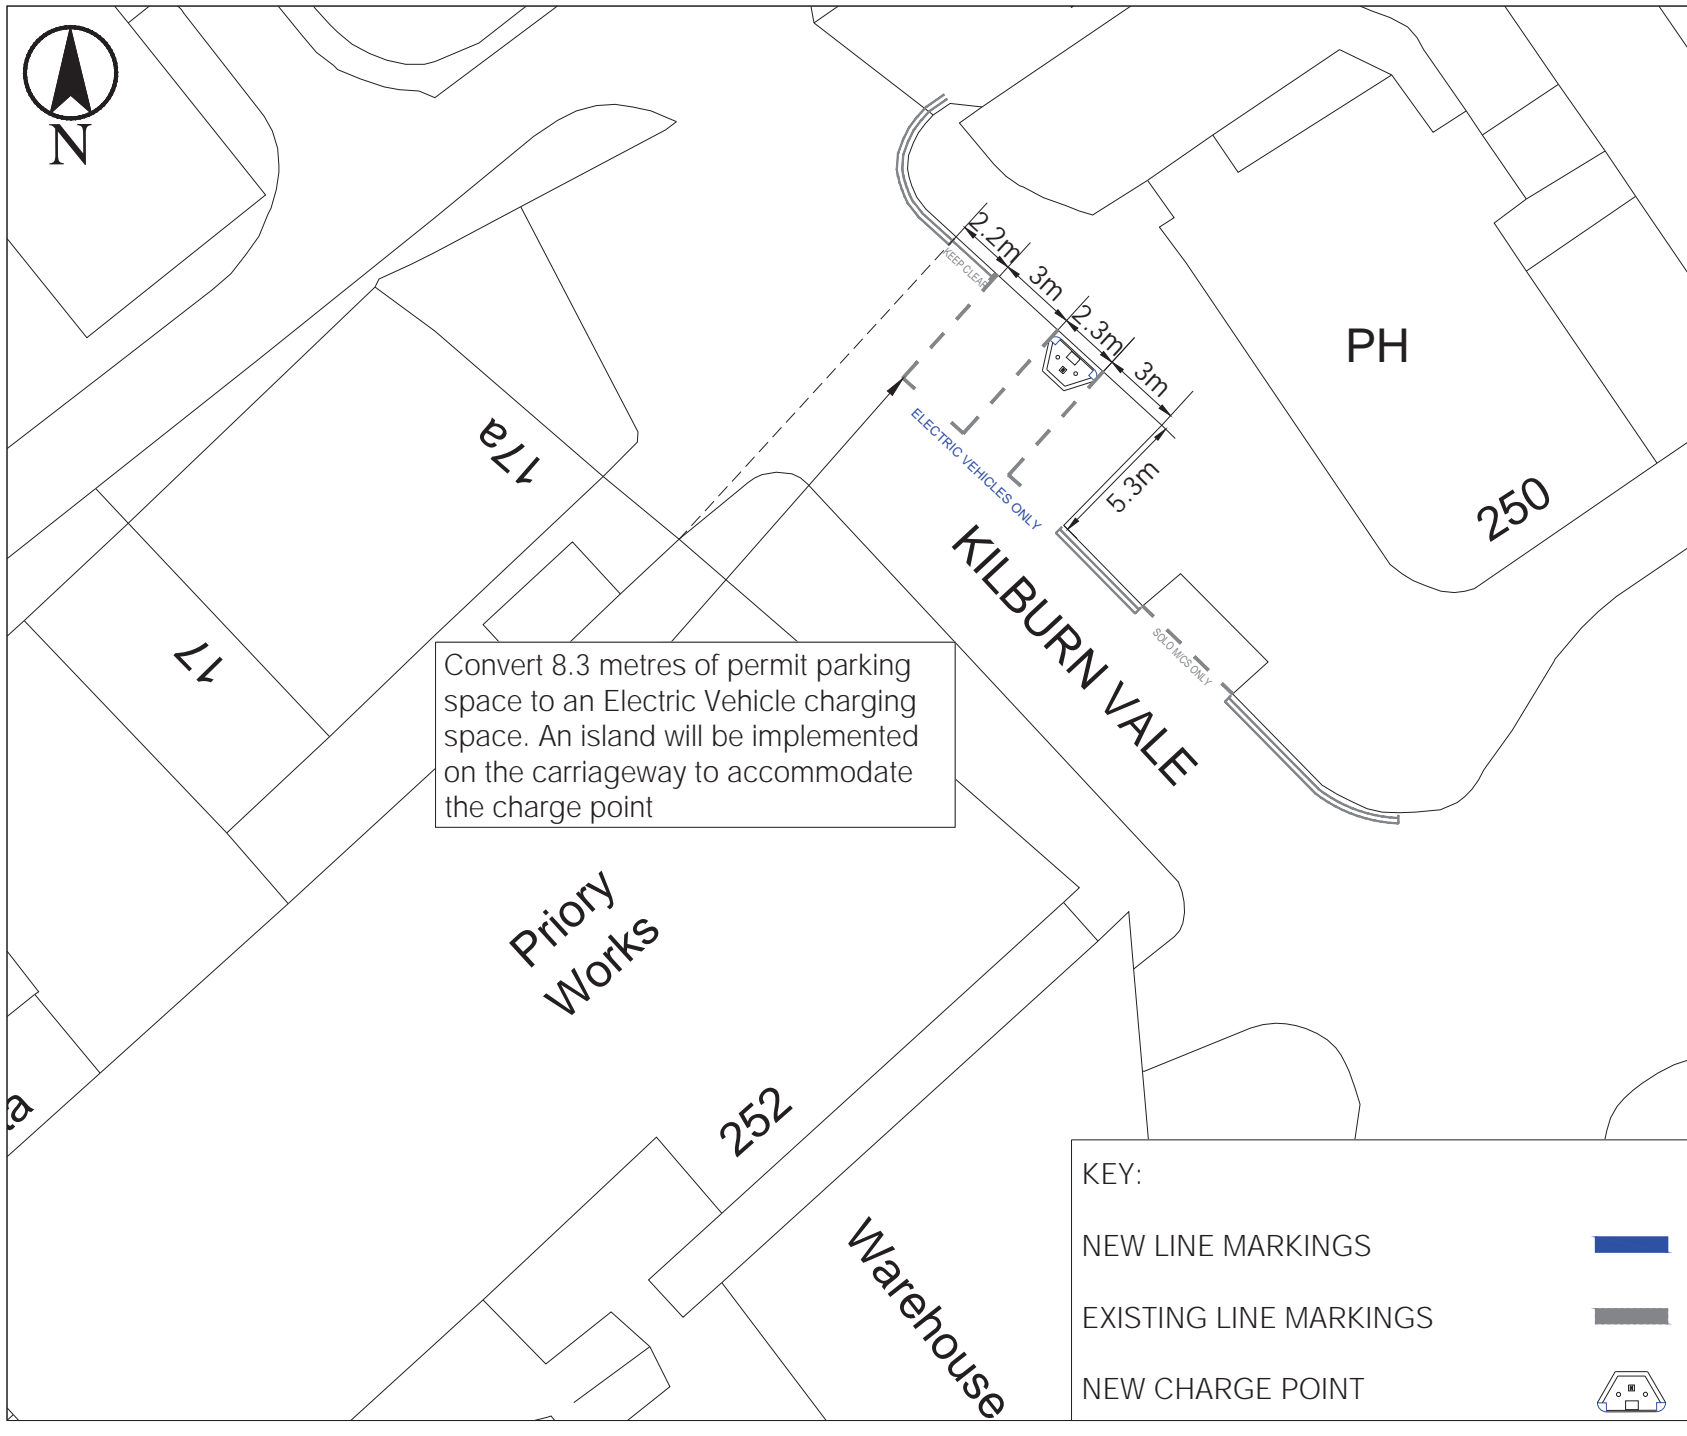 N
2.2m
KEEP CLEAR
3m
2.3m
3m
PH
17a
ELECTRIC VEHICLES ONLY
5.3m
250
KILBURN VALE
SOLO M/CS ONLY
17
Convert 8.3 metres of permit parking
space to an Electric Vehicle charging
space. An island will be implemented
on the carriageway to accommodate
the charge point
Priory
Works
252
Warehouse
KEY:
NEW LINE MARKINGS
EXISTING LINE MARKINGS
NEW CHARGE POINT